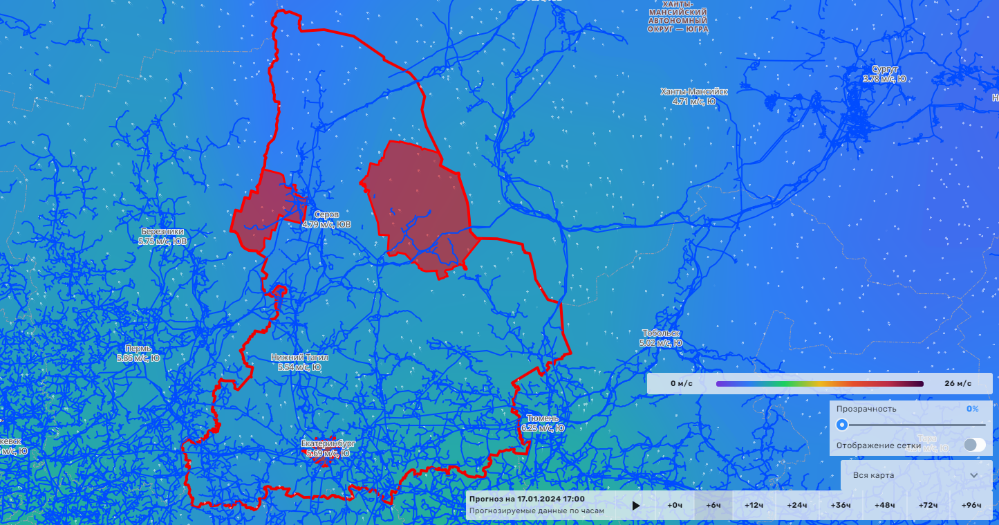 ХАНТЫ-
МАНСИЙСКИЙ
АВТОНОМНЫЙ
ОКРУГ — ЮГРА
Сургут
3.78 м/с, Ю
Ханты-Мансийск
4.71 м/с, Ю
Серов
4.79 м/с, ЮВ
Березники
5.75 м/с, ЮВ
Тобольск
5.02 м/с, Ю
Пермь
5.86 м/с, Ю
Нижний Тагил
5.54 м/с, Ю
0 м/с
26 м/с
Прозрачность
0%
Тюмень
6.25 м/с, Ю
Екатеринбург
5.69 м/с, Ю
жевск
м/с, Ю
Тара
Отображение сетки
Вся карта
Прогноз на 17.01.2024 17:00
Прогнозируемые данные по часам
+0ч
+6ч
+12ч
+24ч
+36ч
+48ч
+72ч
+96ч